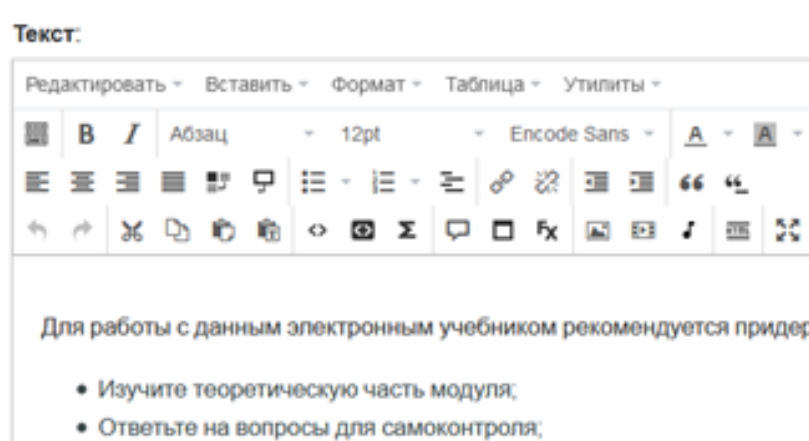 Текст:
Редактировать Вставить Формат Таблица Утилиты
B I Абзац 12pt Encode Sans A A
Fx
Для работы с данным электронным учебником рекомендуется придер
• Изучите теоретическую часть модуля;
• Ответьте на вопросы для самоконтроля;